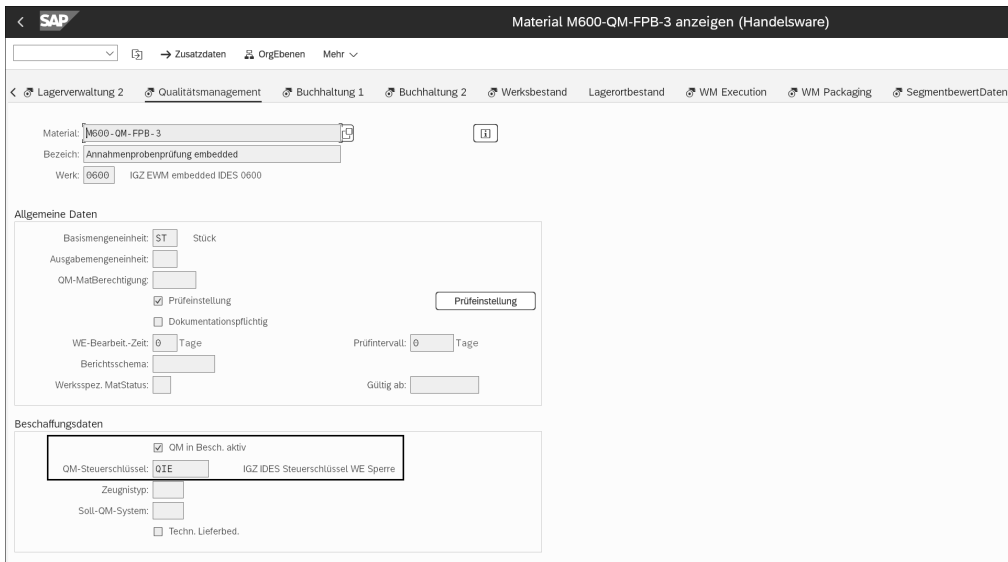 SAP Material M600-QM-FPB-3 anzeigen (Handelsware)
Zusatzdaten OrgEbenen Mehr
Lagerverwaltung 2 Qualitätsmanagement Buchhaltung 1 Buchhaltung 2 Werksbestand Lagerortbestand WM Execution WM Packaging SegmentbewertDaten
Material: M600-QM-FPB-3
Bezeich: Annahmenprobenprüfung embedded
Werk: 0600 IGZ EWM embedded IDES 0600
Allgemeine Daten
Basismengeneinheit: ST Stück
Ausgabemengeneinheit:
QM-MatBerechtigung:
Prüfeinstellung Prüfeinstellung
Dokumentationspflichtig
WE-Bearbeit.-Zeit: 0 Tage Prüfintervall: 0 Tage
Berichtsschema:
Werksspez. MatStatus: Gültig ab:
Beschaffungsdaten
QM in Besch. aktiv
QM-Steuerschlüssel: QIE IGZ IDES Steuerschlüssel WE Sperre
Zeugnistyp:
Soll-QM-System:
Techn. Lieferbed.